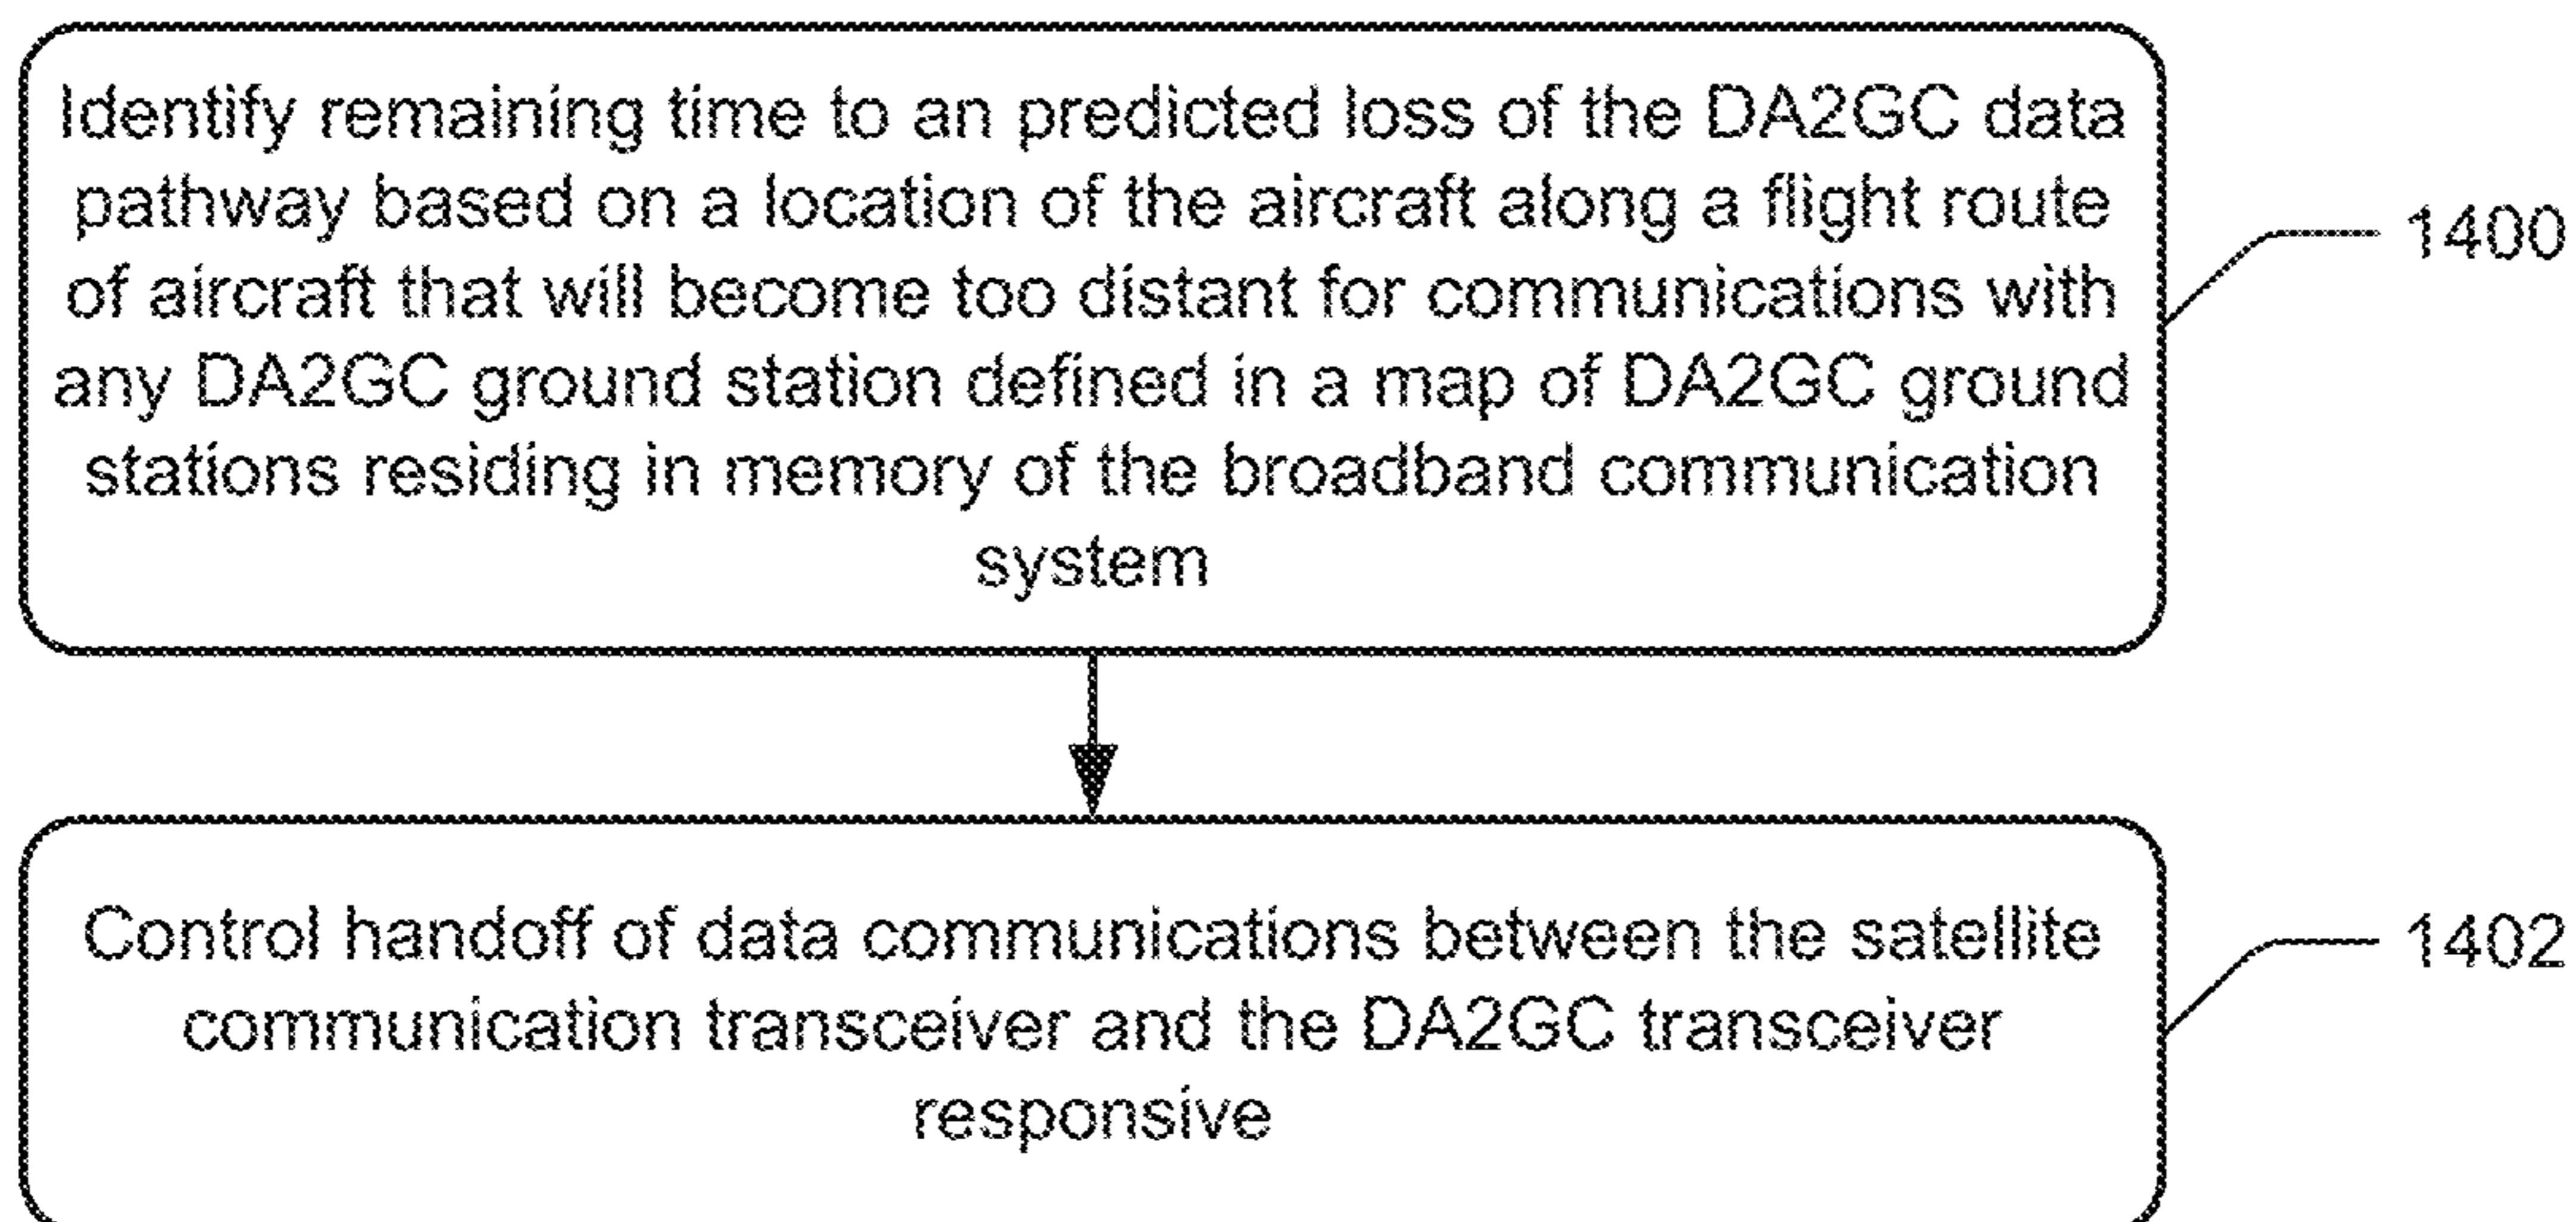 Identify remaining time to an predicted loss of the DA2GC data
pathway based on a location of the aircraft along a flight route
of aircraft that will become too distant for communications with
any DA2GC ground station defined in a map of DA2GC ground
stations residing in memory of the broadband communication
system
1400
Control handoff of data communications between the satellite
communication transceiver and the DA2GC transceiver
responsive
1402